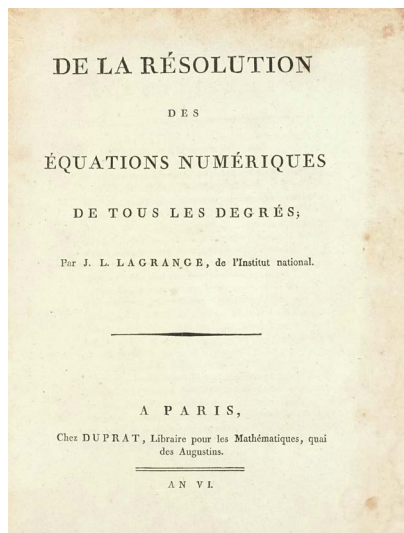 DE LA RÉSOLUTION
DES
ÉQUATIONS NUMÉRIQUES
DE TOUS LES DEGRÉS;
Par J. L. LAGRANGE, de l'Institut national.
A PARIS,
Chez DUPRAT, Libraire pour les Mathématiques, quai
des Augustins.
AN VI.